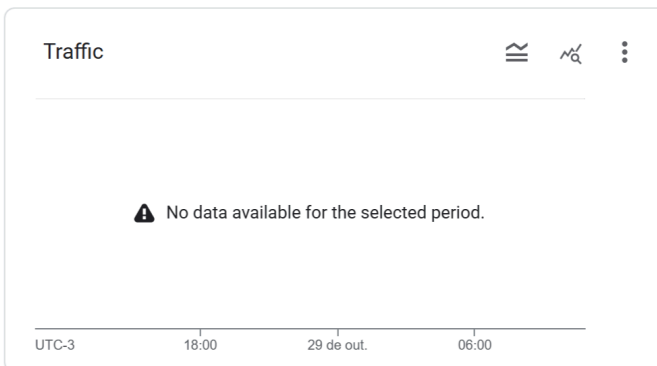 Traffic
No data available for the selected period.
UTC-3 18:00 29 de out. 06:00